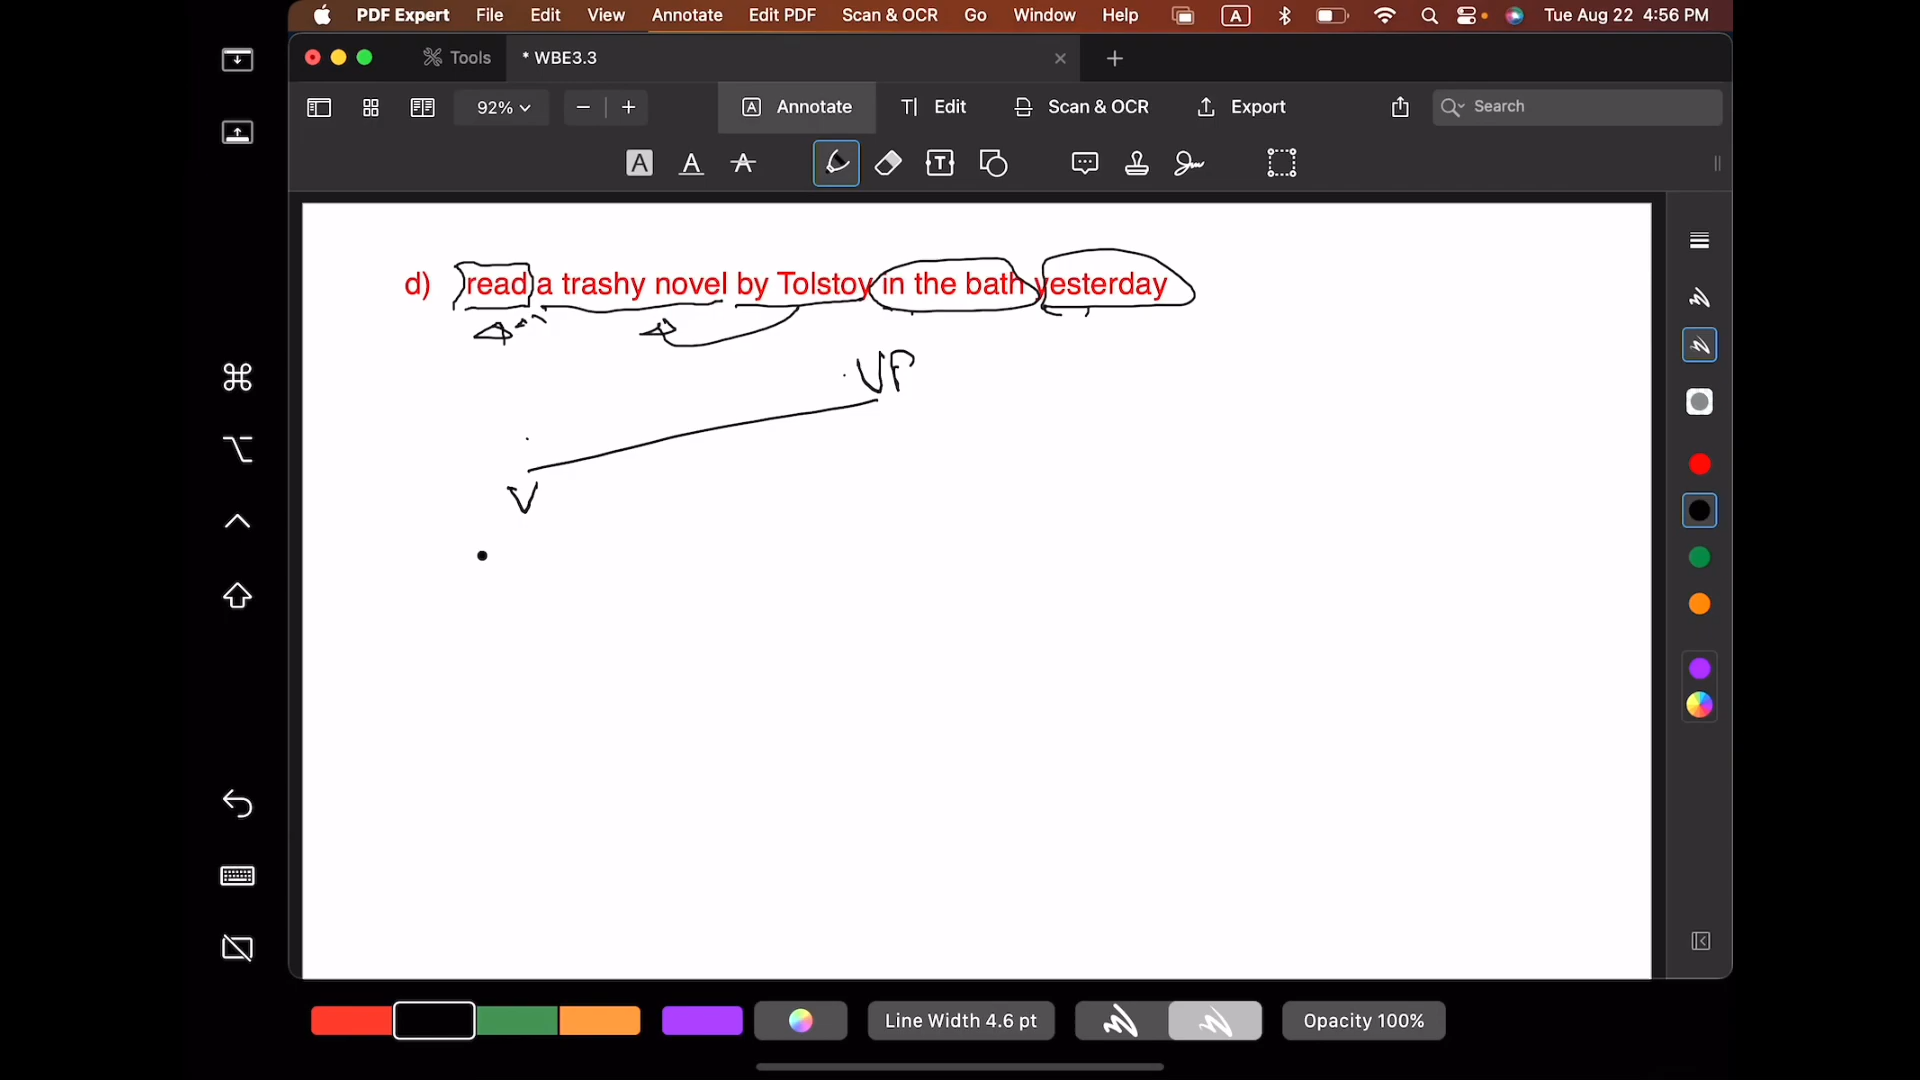 PDF Expert File Edit View Annotate Edit PDF Scan & OCR Go Window Help A Tue Aug 22 4:56 PM
Tools * WBE3.3
92% Annotate Edit Scan & OCR Export Search
A A A T
d) read a trashy novel by Tolstoy in the bath yesterday
VP
V
Line Width 4.6 pt Opacity 100%